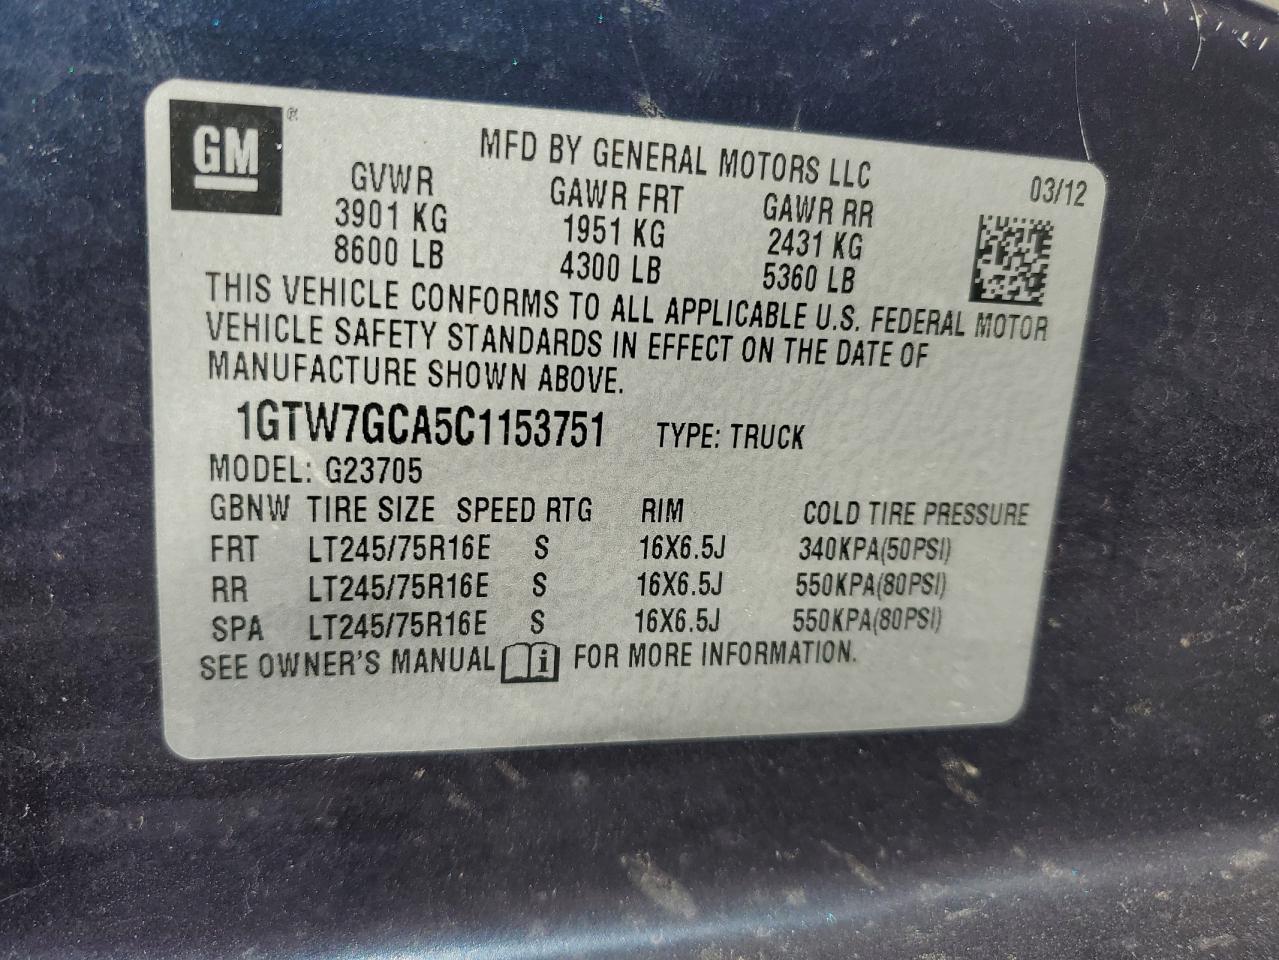 GM ®
MFD BY GENERAL MOTORS LLC
03/12
GVWR GAWR FRT GAWR RR
3901 KG 1951 KG 2431 KG
8600 LB 4300 LB 5360 LB
THIS VEHICLE CONFORMS TO ALL APPLICABLE U.S. FEDERAL MOTOR
VEHICLE SAFETY STANDARDS IN EFFECT ON THE DATE OF
MANUFACTURE SHOWN ABOVE.
1GTW7GCA5C1153751 TYPE: TRUCK
MODEL: G23705
GBNW TIRE SIZE SPEED RTG RIM COLD TIRE PRESSURE
FRT LT245/75R16E S 16X6.5J 340KPA(50PSI)
RR LT245/75R16E S 16X6.5J 550KPA(80PSI)
SPA LT245/75R16E S 16X6.5J 550KPA(80PSI)
SEE OWNER'S MANUAL i FOR MORE INFORMATION.